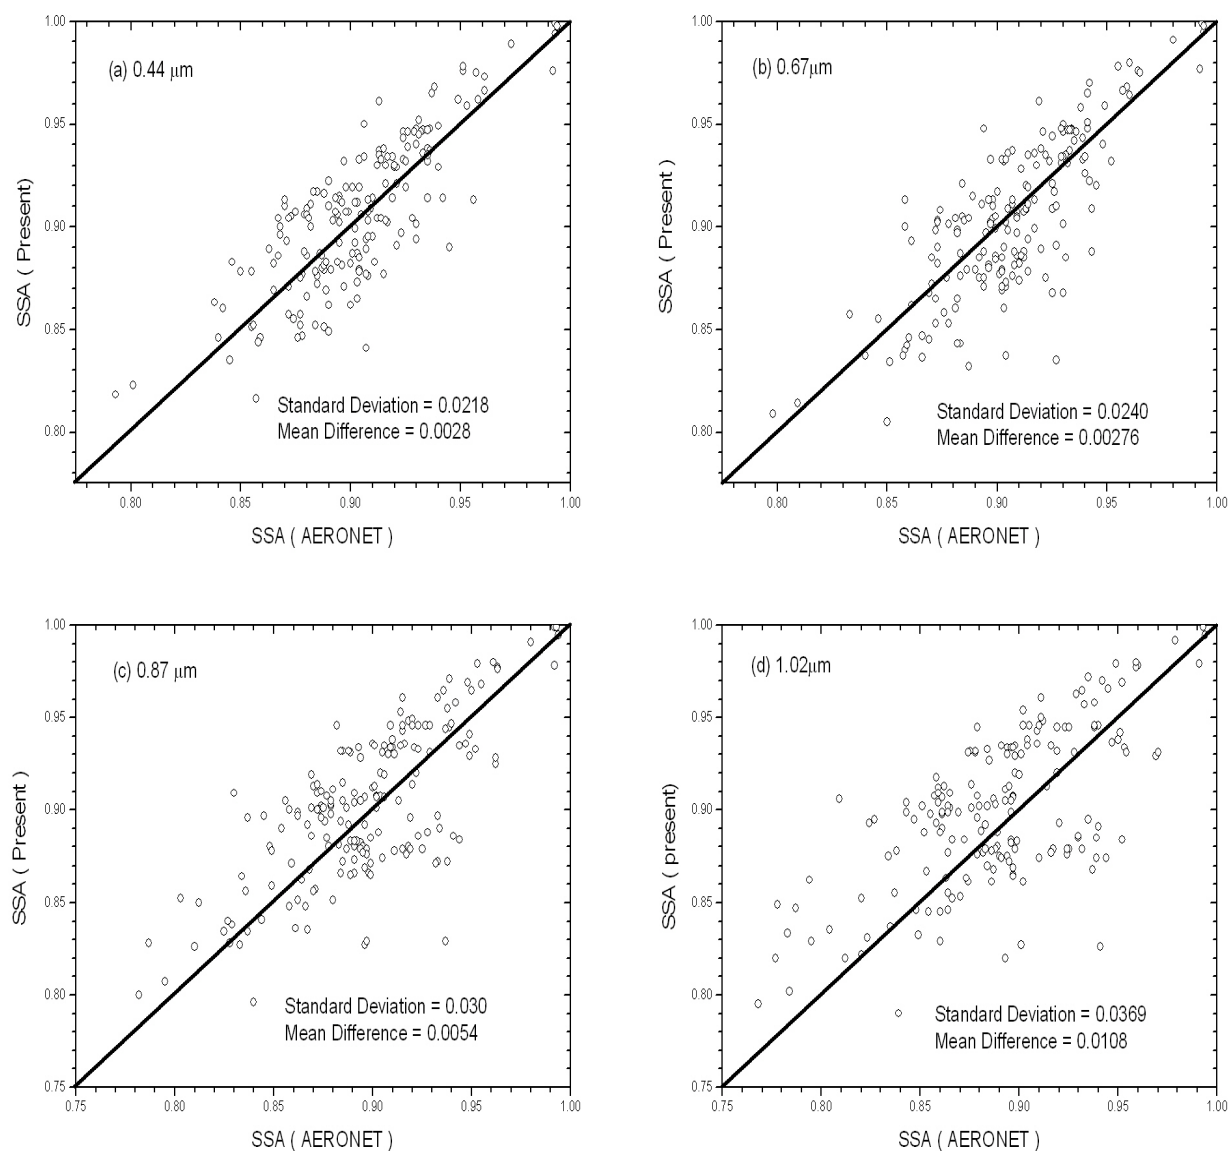 1.00
0.95
0.90
0.85
0.80
SSA ( Present)
(a) 0.44 μm
Standard Deviation = 0.0218
Mean Difference = 0.0028
0.80 0.85 0.90 0.95 1.00
SSA ( AERONET )
1.00
0.95
0.90
0.85
0.80
SSA ( Present )
(b) 0.67μm
Standard Deviation = 0.0240
Mean Difference = 0.00276
0.80 0.85 0.90 0.95 1.00
SSA ( AERONET )
1.00
0.95
0.90
0.85
0.80
0.75
SSA ( Present )
(c) 0.87 μm
Standard Deviation = 0.030
Mean Difference = 0.0054
0.75 0.80 0.85 0.90 0.95 1.00
SSA ( AERONET )
1.00
0.95
0.90
0.85
0.80
0.75
SSA ( present)
(d) 1.02μm
Standard Deviation = 0.0369
Mean Difference = 0.0108
0.75 0.80 0.85 0.90 0.95 1.00
SSA ( AERONET )